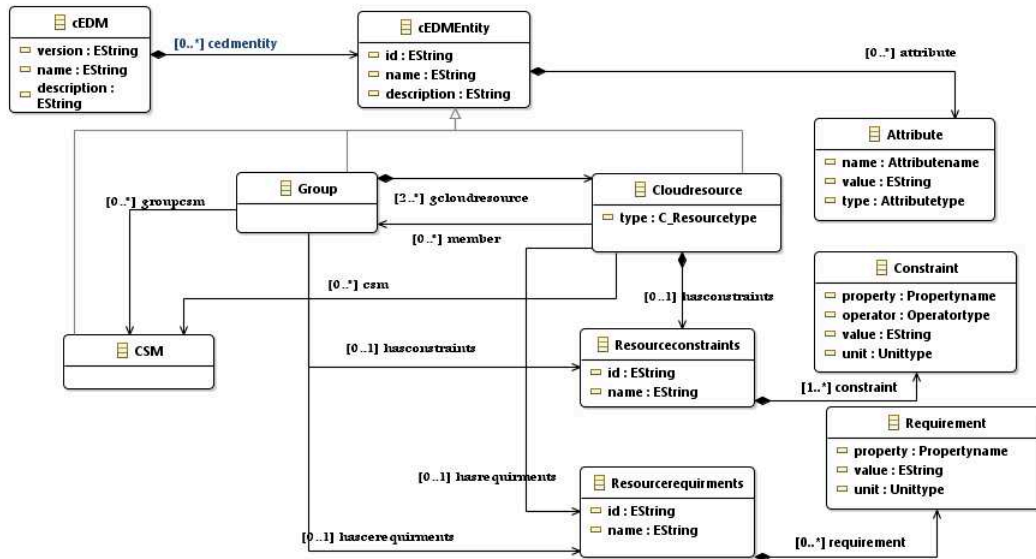 cEDM
version : EString
name : EString
description :
EString
[0..*] cedmentity
cEDMEntity
id : EString
name : EString
description : EString
[0..*] attribute
Attribute
name : Attributename
value : EString
type : Attributetype
Group
[0..*] groupcsm
[2..*] gcloudresource
Cloudresource
type : C_Resourcetype
[0..*] member
[0..*] csm
[0..1] hasconstraints
Constraint
property : Propertyname
operator : Operatortype
value : EString
unit : Unittype
CSM
[0..1] hasconstraints
Resourceconstraints
id : EString
name : EString
[1..*] constraint
Requirement
property : Propertyname
value : EString
unit : Unittype
[0..1] hasrequirments
Resourcerequirments
id : EString
name : EString
[0..1] hascerequirments
[0..*] requirement